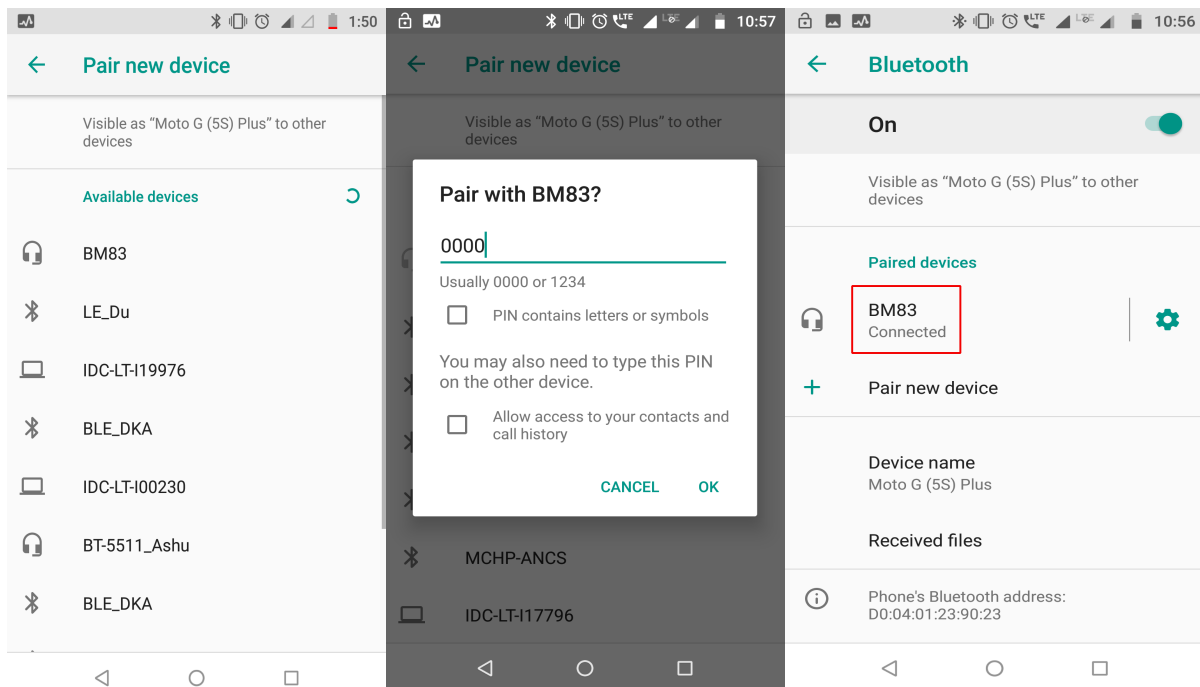 1:50
Pair new device
Visible as “Moto G (5S) Plus” to other
devices
Available devices
BM83
LE_Du
IDC-LT-I19976
BLE_DKA
IDC-LT-I00230
BT-5511_Ashu
BLE_DKA
LTE 10:57
Pair new device
Visible as “Moto G (5S) Plus” to other
devices
Pair with BM83?
0000
Usually 0000 or 1234
PIN contains letters or symbols
You may also need to type this PIN
on the other device.
Allow access to your contacts and
call history
CANCEL OK
MCHP-ANCS
IDC-LT-I17796
LTE 10:56
Bluetooth
On
Visible as “Moto G (5S) Plus” to other
devices
Paired devices
BM83
Connected
Pair new device
Device name
Moto G (5S) Plus
Received files
Phone's Bluetooth address:
D0:04:01:23:90:23